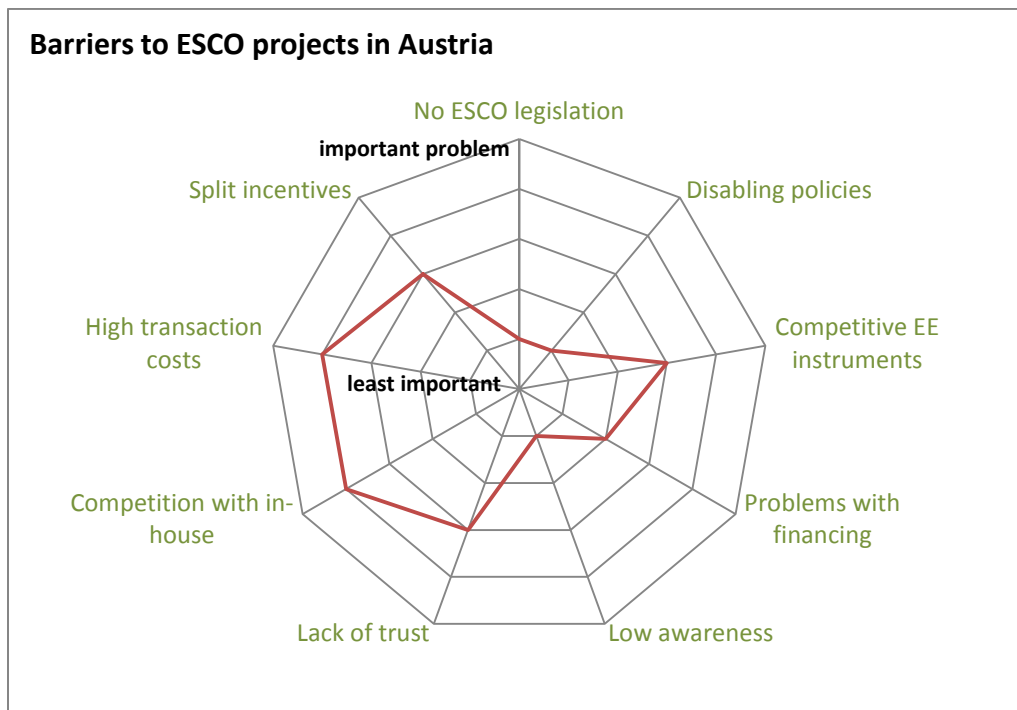 Barriers to ESCO projects in Austria
No ESCO legislation
important problem
Split incentives
Disabling policies
High transaction
costs
Competitive EE
instruments
least important
Competition with in-
house
Problems with
financing
Lack of trust
Low awareness